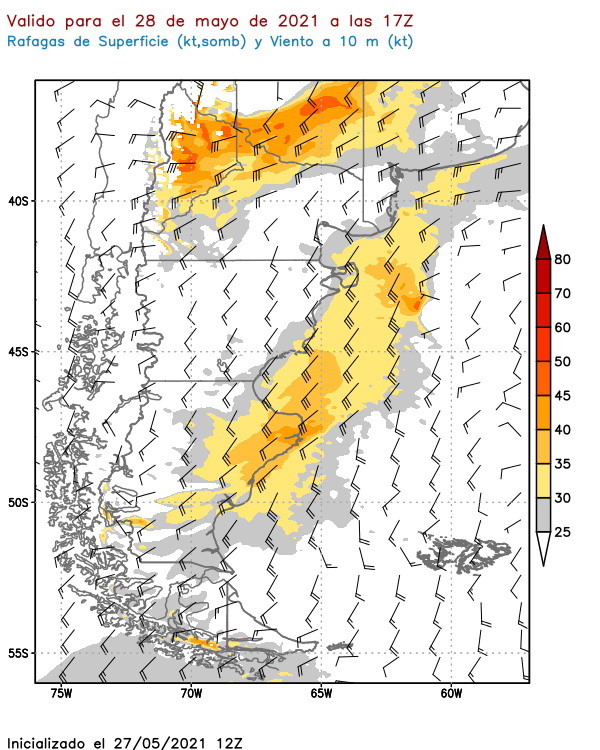 Valido para el 28 de mayo de 2021 a las 17Z
Rafagas de Superficie (kt,somb) y Viento a 10 m (kt)
40S
45S
50S
55S
75W 70W 65W 60W
80
70
60
50
45
40
35
30
25
Inicializado el 27/05/2021 12Z